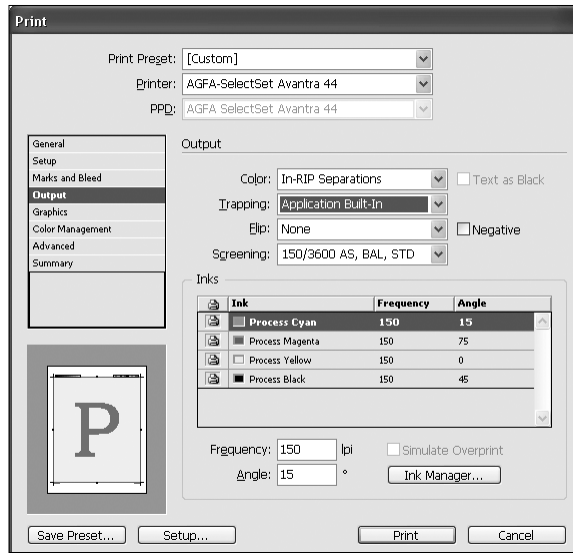 Print
Print Preset: [Custom]
Printer: AGFA-SelectSet Avantra 44
PPD: AGFA SelectSet Avantra 44
General
Setup
Marks and Bleed
Output
Graphics
Color Management
Advanced
Summary
Output
Color: In-RIP Separations Text as Black
Trapping: Application Built-In
Flip: None Negative
Screening: 150/3600 AS, BAL, STD
Inks
Ink Frequency Angle
Process Cyan 150 15
Process Magenta 150 75
Process Yellow 150 0
Process Black 150 45
Frequency: 150 lpi Simulate Overprint
Angle: 15 ° Ink Manager...
P
Save Preset... Setup... Print Cancel